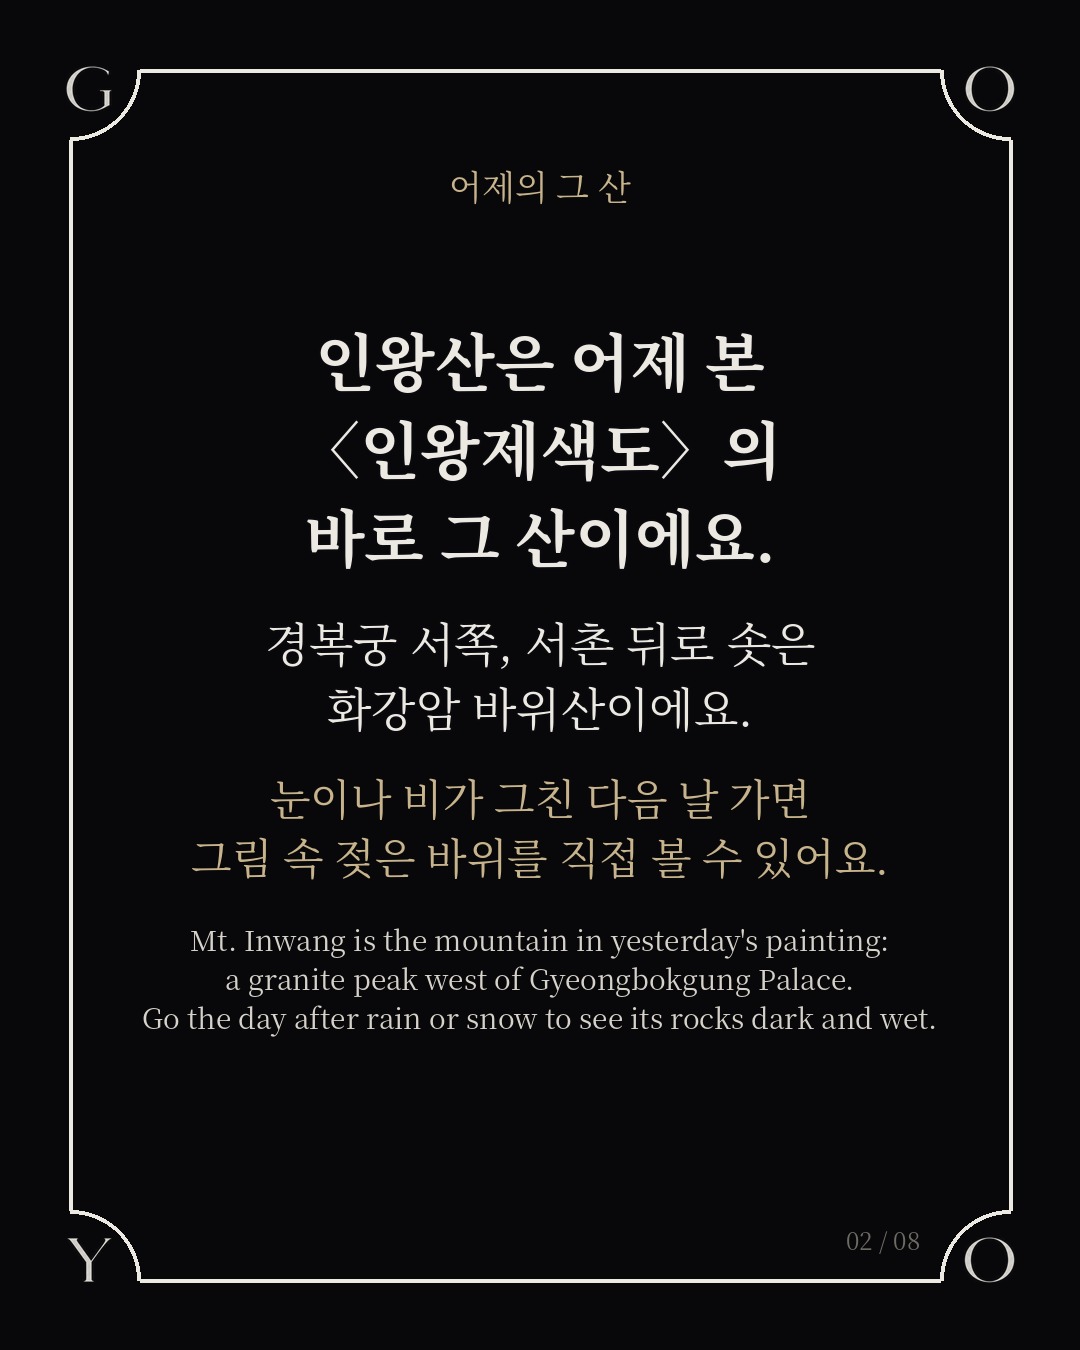 G
O
어제의 그 산
인왕산은 어제 본
〈인왕제색도〉의
바로 그 산이에요.
경복궁 서쪽, 서촌 뒤로 솟은
화강암 바위산이에요.
눈이나 비가 그친 다음 날 가면
그림 속 젖은 바위를 직접 볼 수 있어요.
Mt. Inwang is the mountain in yesterday's painting:
a granite peak west of Gyeongbokgung Palace.
Go the day after rain or snow to see its rocks dark and wet.
02 / 08
Y
O